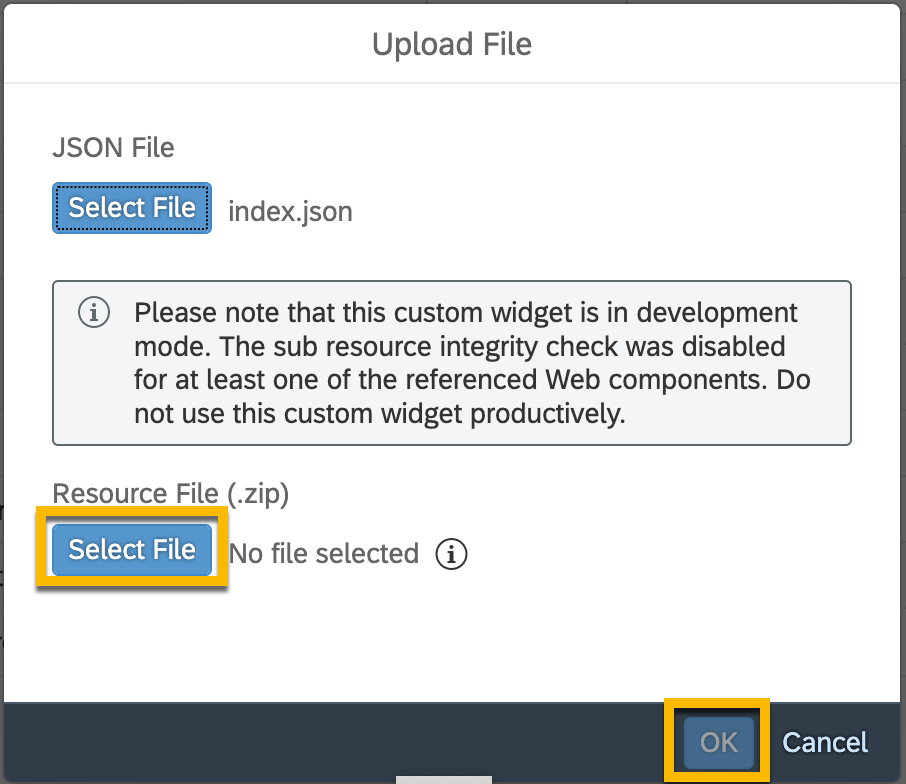 Upload File
JSON File
Select File index.json
Please note that this custom widget is in development
mode. The sub resource integrity check was disabled
for at least one of the referenced Web components. Do
not use this custom widget productively.
Resource File (.zip)
Select File No file selected
OK Cancel